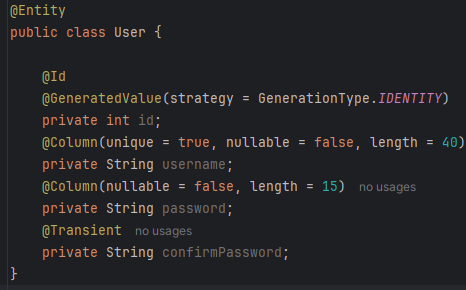 @Entity
public class User {
@Id
@GeneratedValue(strategy = GenerationType.IDENTITY)
private int id;
@Column(unique = true, nullable = false, length = 40)
private String username;
@Column(nullable = false, length = 15) no usages
private String password;
@Transient no usages
private String confirmPassword;
}